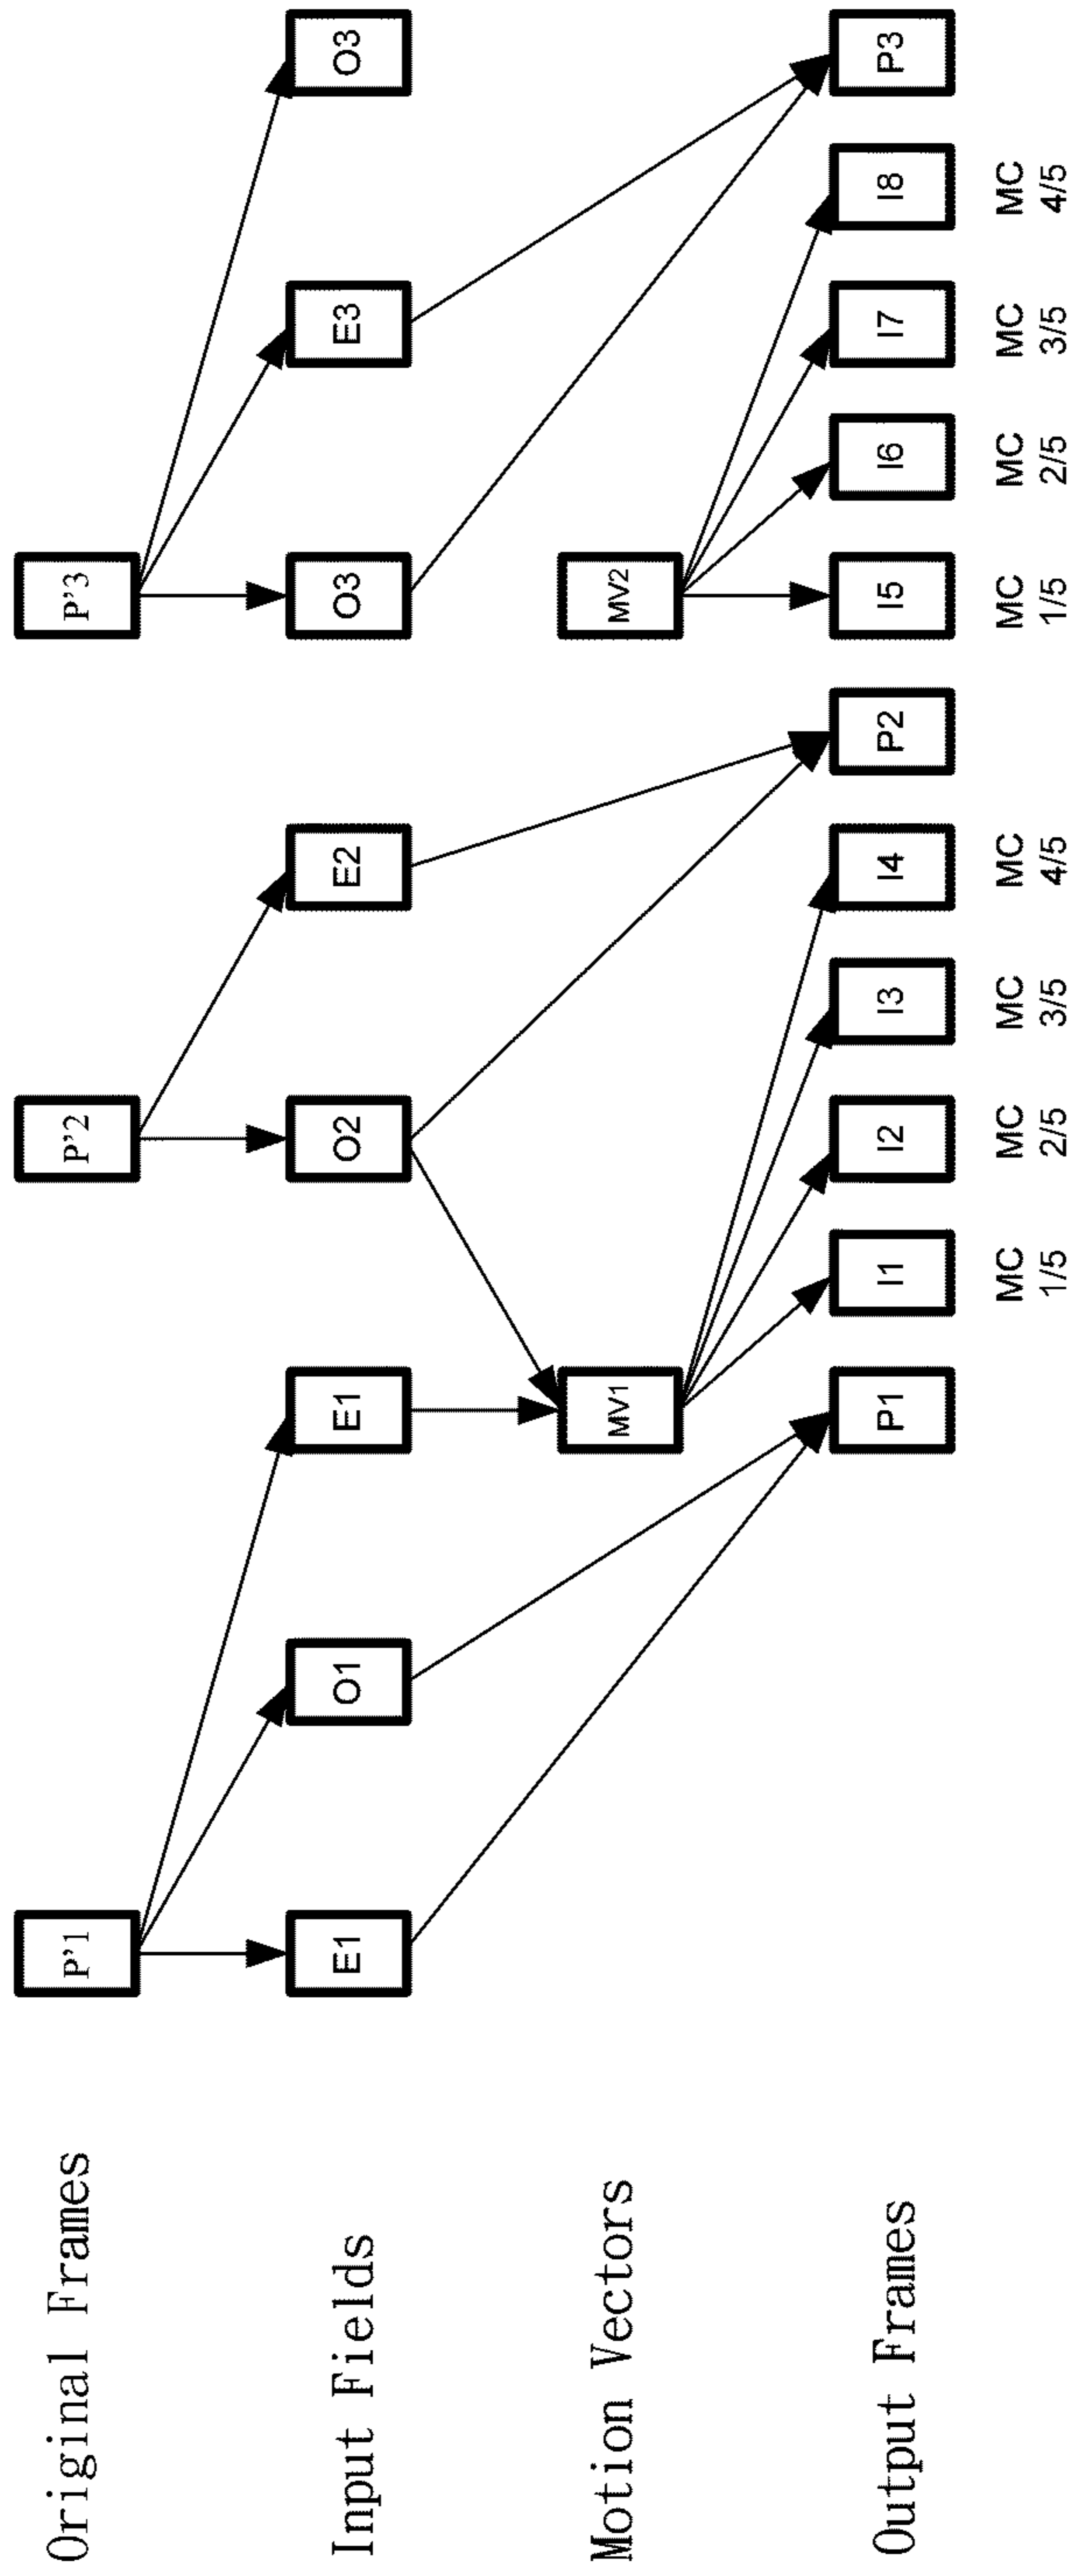 Original Frames
P'1
P'2
P'3
Input Fields
E1
O1
E1
O2
E2
O3
E3
O3
Motion Vectors
MV1
MV2
Output Frames
P1
I1
I2
I3
I4
P2
I5
I6
I7
I8
P3
MC
1/5
MC
2/5
MC
3/5
MC
4/5
MC
1/5
MC
2/5
MC
3/5
MC
4/5